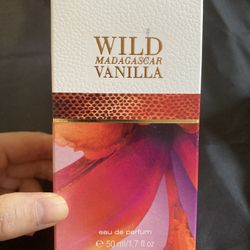 WILD
MADAGASCAR
VANILLA
eau de parfum
℮ 50 ml/1,7 fl oz